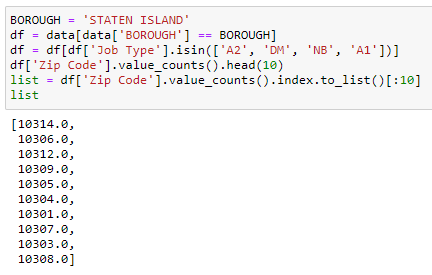 BOROUGH = 'STATEN ISLAND'
df = data[data['BOROUGH'] == BOROUGH]
df = df[df['Job Type'].isin(['A2', 'DM', 'NB', 'A1'])]
df['Zip Code'].value_counts().head(10)
list = df['Zip Code'].value_counts().index.to_list()[:10]
list
[10314.0,
10306.0,
10312.0,
10309.0,
10305.0,
10304.0,
10301.0,
10307.0,
10303.0,
10308.0]